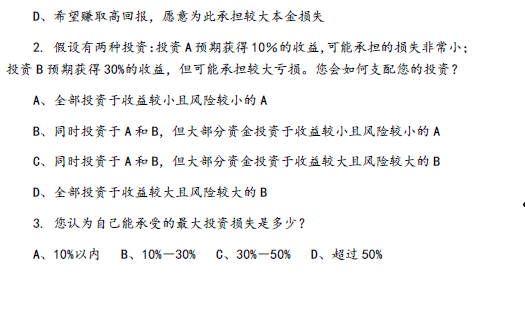 D、希望赚取高回报，愿意为此承担较大本金损失
2. 假设有两种投资：投资 A 预期获得 10%的收益,可能承担的损失非常小；
投资 B 预期获得 30%的收益，但可能承担较大亏损。您会如何支配您的投资？
A、全部投资于收益较小且风险较小的 A
B、同时投资于 A 和 B，但大部分资金投资于收益较小且风险较小的 A
C、同时投资于 A 和 B，但大部分资金投资于收益较大且风险较大的 B
D、全部投资于收益较大且风险较大的 B
3. 您认为自己能承受的最大投资损失是多少？
A、10%以内 B、10%－30% C、30%－50% D、超过 50%